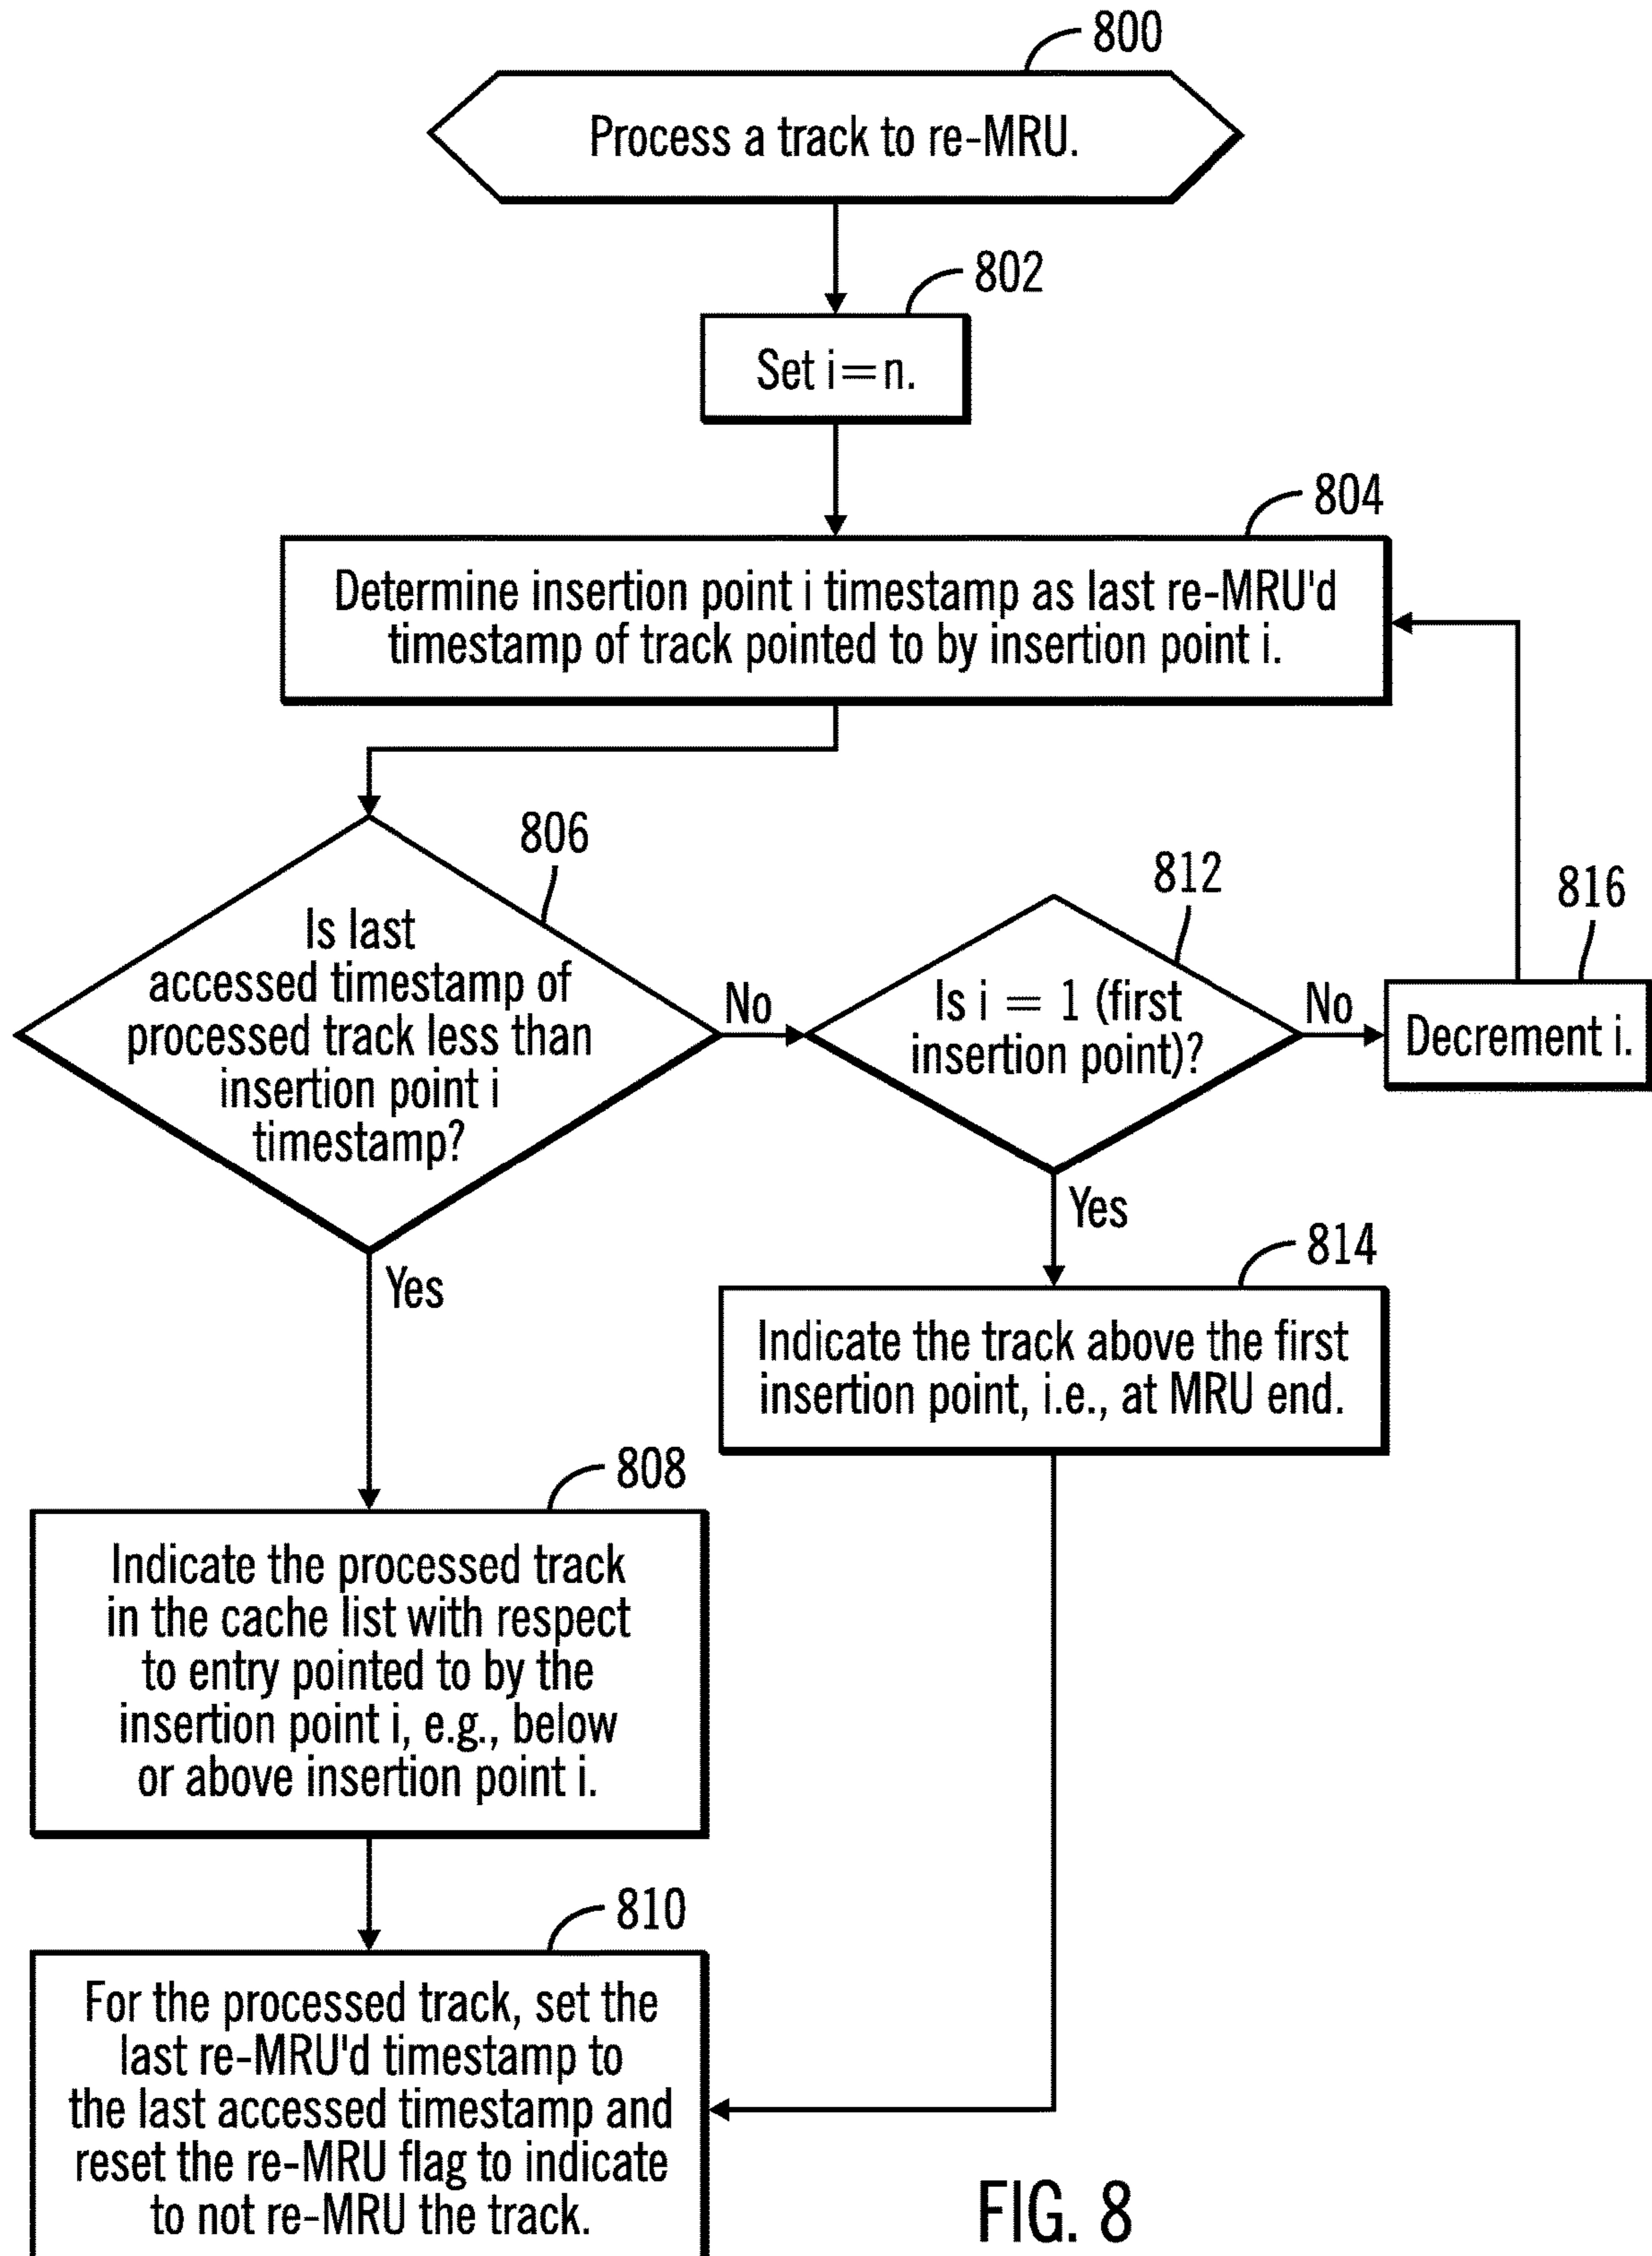 800
Process a track to re-MRU.
802
Set i=n.
804
Determine insertion point i timestamp as last re-MRU'd
timestamp of track pointed to by insertion point i.
806
Is last
accessed timestamp of
processed track less than
insertion point i
timestamp?
No
Yes
812
Is i = 1 (first
insertion point)?
No
Yes
816
Decrement i.
814
Indicate the track above the first
insertion point, i.e., at MRU end.
808
Indicate the processed track
in the cache list with respect
to entry pointed to by the
insertion point i, e.g., below
or above insertion point i.
810
For the processed track, set the
last re-MRU'd timestamp to
the last accessed timestamp and
reset the re-MRU flag to indicate
to not re-MRU the track.
FIG. 8